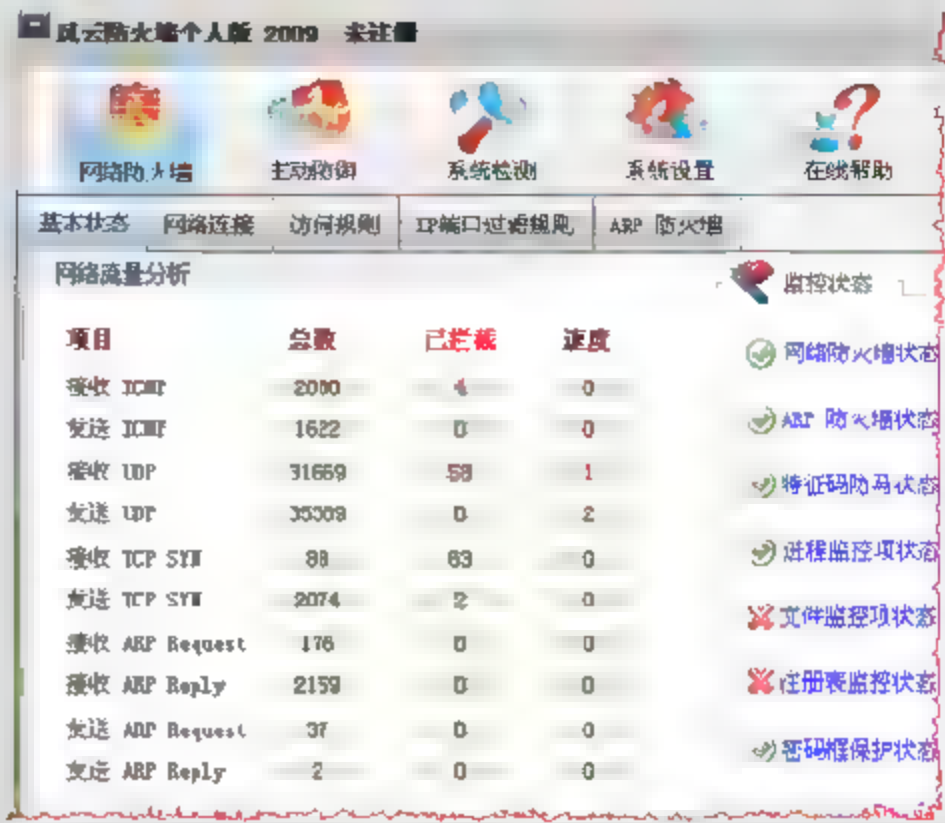 风云防火墙个人版 2009 未注册
网络防火墙 主动防御 系统检测 系统设置 在线帮助
基本状态 网络连接 访问规则 IP端口过滤规则 ARP 防火墙
网络流量分析
监控状态
项目 总数 已拦截 速度
接收 ICMP 2000 4 0
发送 ICMP 1622 0 0
接收 UDP 31669 58 1
发送 UDP 0 2
接收 TCP SYN 88 63 0
发送 TCP SYN 2074 2 0
接收 ARP Request 176 0 0
接收 ARP Reply 2159 0 0
发送 ARP Request 37 0 0
发送 ARP Reply 2 0 0
网络防火墙状态
ARP 防火墙状态
特征码防马状态
进程监控项状态
文件监控项状态
注册表监控状态
密码框保护状态